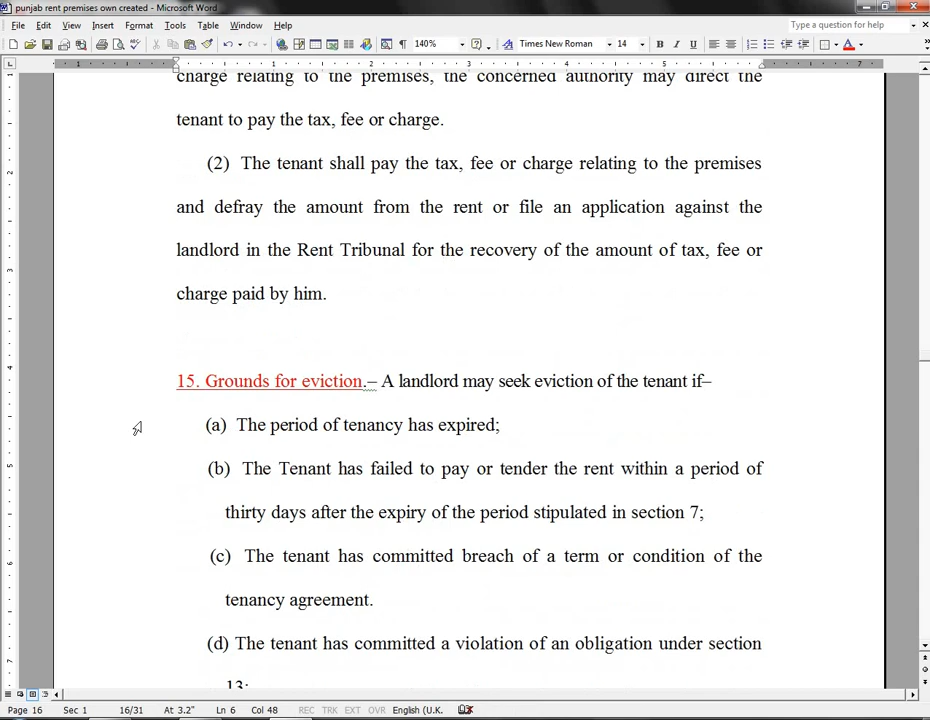 punjab rent premises own created - Microsoft Word
File Edit View Insert Format Tools Table Window Help
Type a question for help
140% Times New Roman 14 B I U
1 1 2 3 4 5 6 7
charge relating to the premises, the concerned authority may direct the
tenant to pay the tax, fee or charge.
(2) The tenant shall pay the tax, fee or charge relating to the premises
and defray the amount from the rent or file an application against the
landlord in the Rent Tribunal for the recovery of the amount of tax, fee or
charge paid by him.
15. Grounds for eviction.– A landlord may seek eviction of the tenant if–
(a) The period of tenancy has expired;
(b) The Tenant has failed to pay or tender the rent within a period of
thirty days after the expiry of the period stipulated in section 7;
(c) The tenant has committed breach of a term or condition of the
tenancy agreement.
(d) The tenant has committed a violation of an obligation under section
13;
Page 16 Sec 1 16/31 At 3.2" Ln 6 Col 48 REC TRK EXT OVR English (U.K.